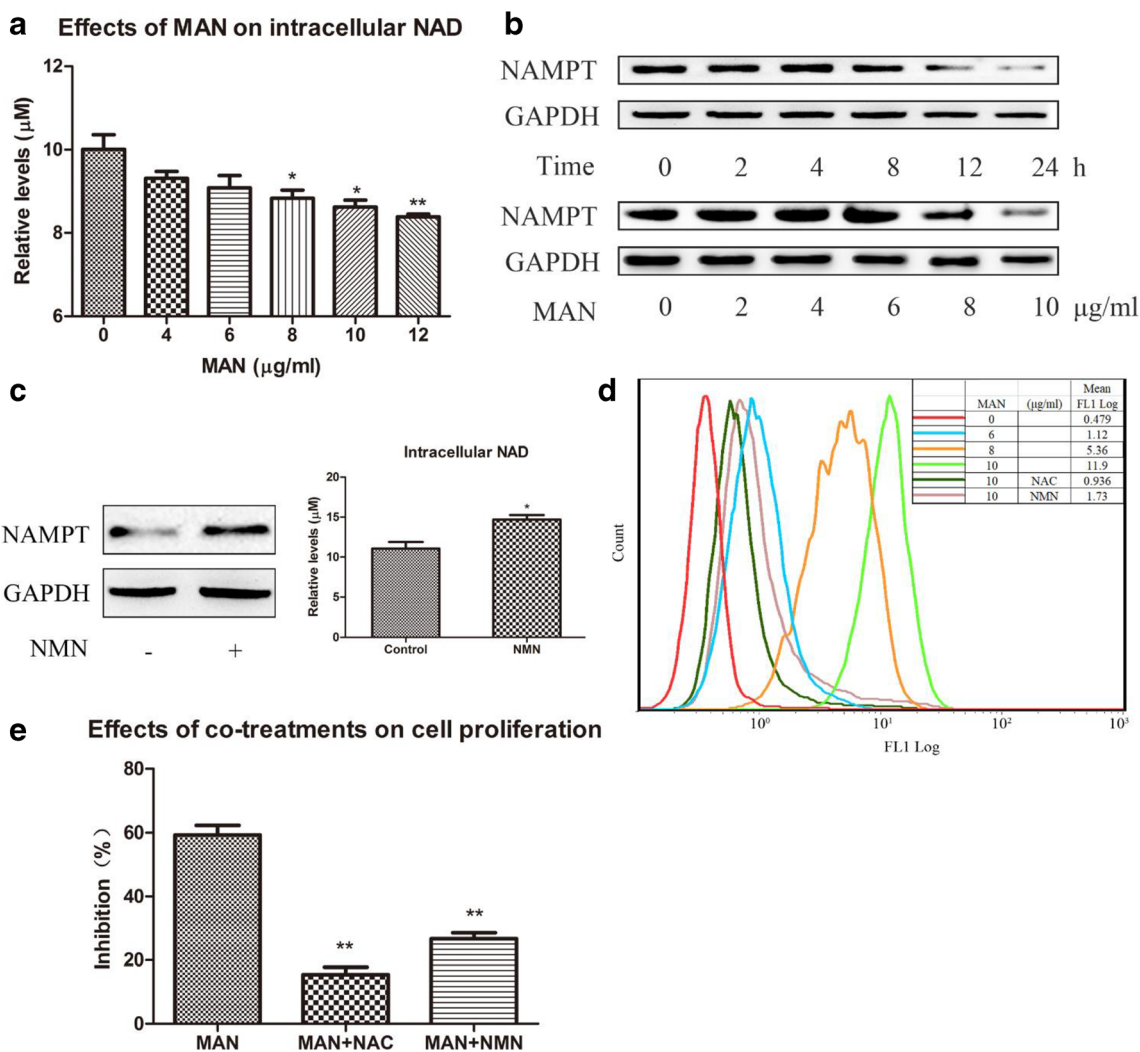 a Effects of MAN on intracellular NAD
Relative levels (μM)
12
10
8
6
*
*
**
0 4 6 8 10 12
MAN (μg/ml)
b
NAMPT
GAPDH
Time 0 2 4 8 12 24 h
NAMPT
GAPDH
MAN 0 2 4 6 8 10 μg/ml
c
NAMPT
GAPDH
NMN - +
Intracellular NAD
Relative levels (μM)
20
15
10
5
0
*
Control NMN
d
Count
MAN (μg/ml) Mean FL1 Log
0 0.479
6 1.12
8 5.36
10 11.9
10 NAC 0.936
10 NMN 1.73
10⁰ 10¹ 10² 10³
FL1 Log
e Effects of co-treatments on cell proliferation
Inhibition (%)
80
60
40
20
0
**
**
MAN MAN+NAC MAN+NMN